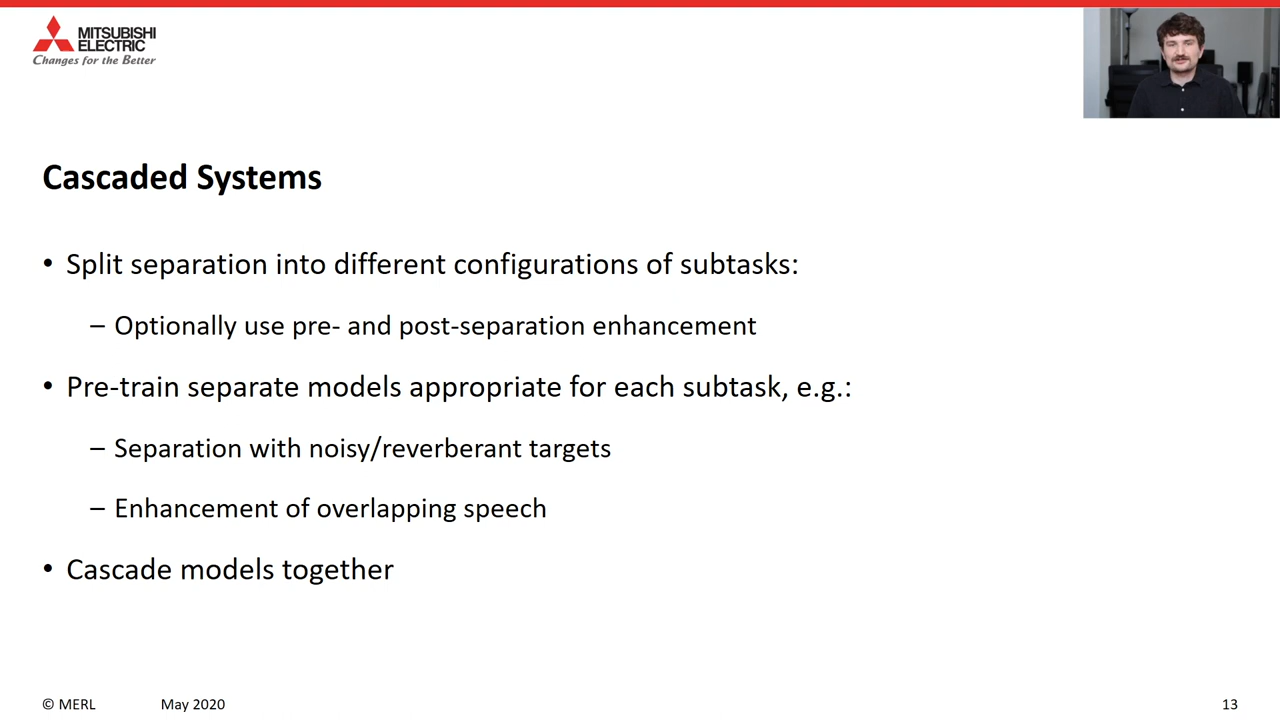 MITSUBISHI
ELECTRIC
Changes for the Better
Cascaded Systems
• Split separation into different configurations of subtasks:
– Optionally use pre- and post-separation enhancement
• Pre-train separate models appropriate for each subtask, e.g.:
– Separation with noisy/reverberant targets
– Enhancement of overlapping speech
• Cascade models together
© MERL May 2020 13